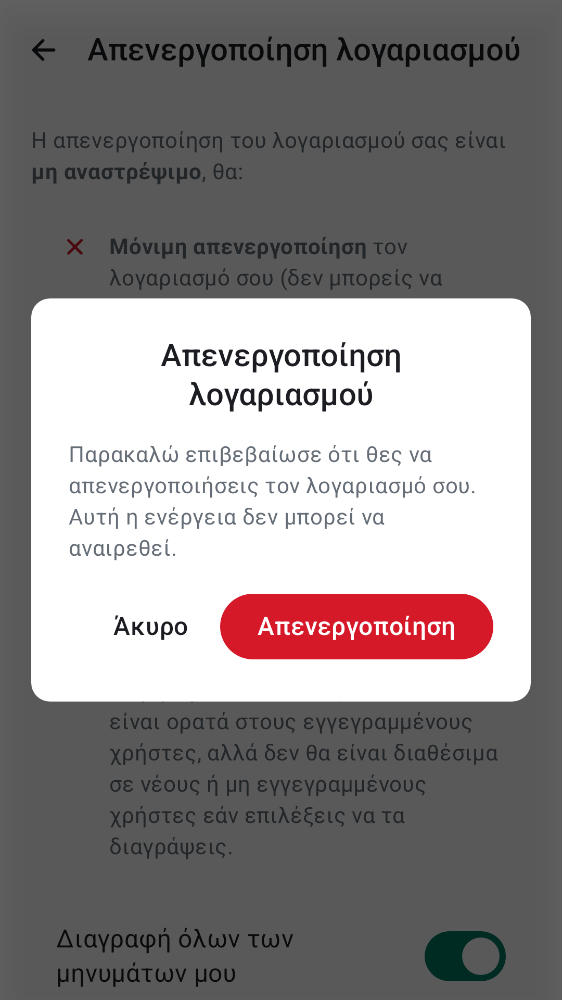 Απενεργοποίηση λογαριασμού
Η απενεργοποίηση του λογαριασμού σας είναι
μη αναστρέψιμο, θα:
Μόνιμη απενεργοποίηση τον
λογαριασμό σου (δεν μπορείς να
Απενεργοποίηση
λογαριασμού
Παρακαλώ επιβεβαίωσε ότι θες να
απενεργοποιήσεις τον λογαριασμό σου.
Αυτή η ενέργεια δεν μπορεί να
αναιρεθεί.
Άκυρο Απενεργοποίηση
είναι ορατά στους εγγεγραμμένους
χρήστες, αλλά δεν θα είναι διαθέσιμα
σε νέους ή μη εγγεγραμμένους
χρήστες εάν επιλέξεις να τα
διαγράψεις.
Διαγραφή όλων των
μηνυμάτων μου